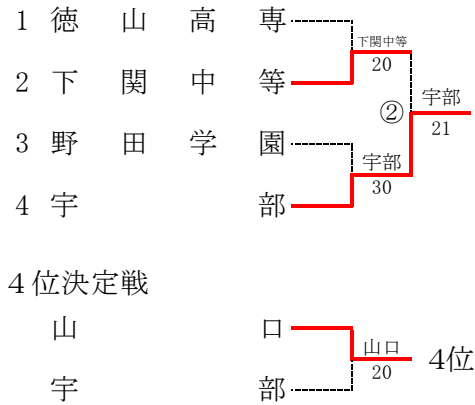 1 徳山高専
下関中等
20
2 下関中等
宇部
②
21
3 野田学園
宇部
30
4 宇部
4位決定戦
山口
山口
4位
20
宇部